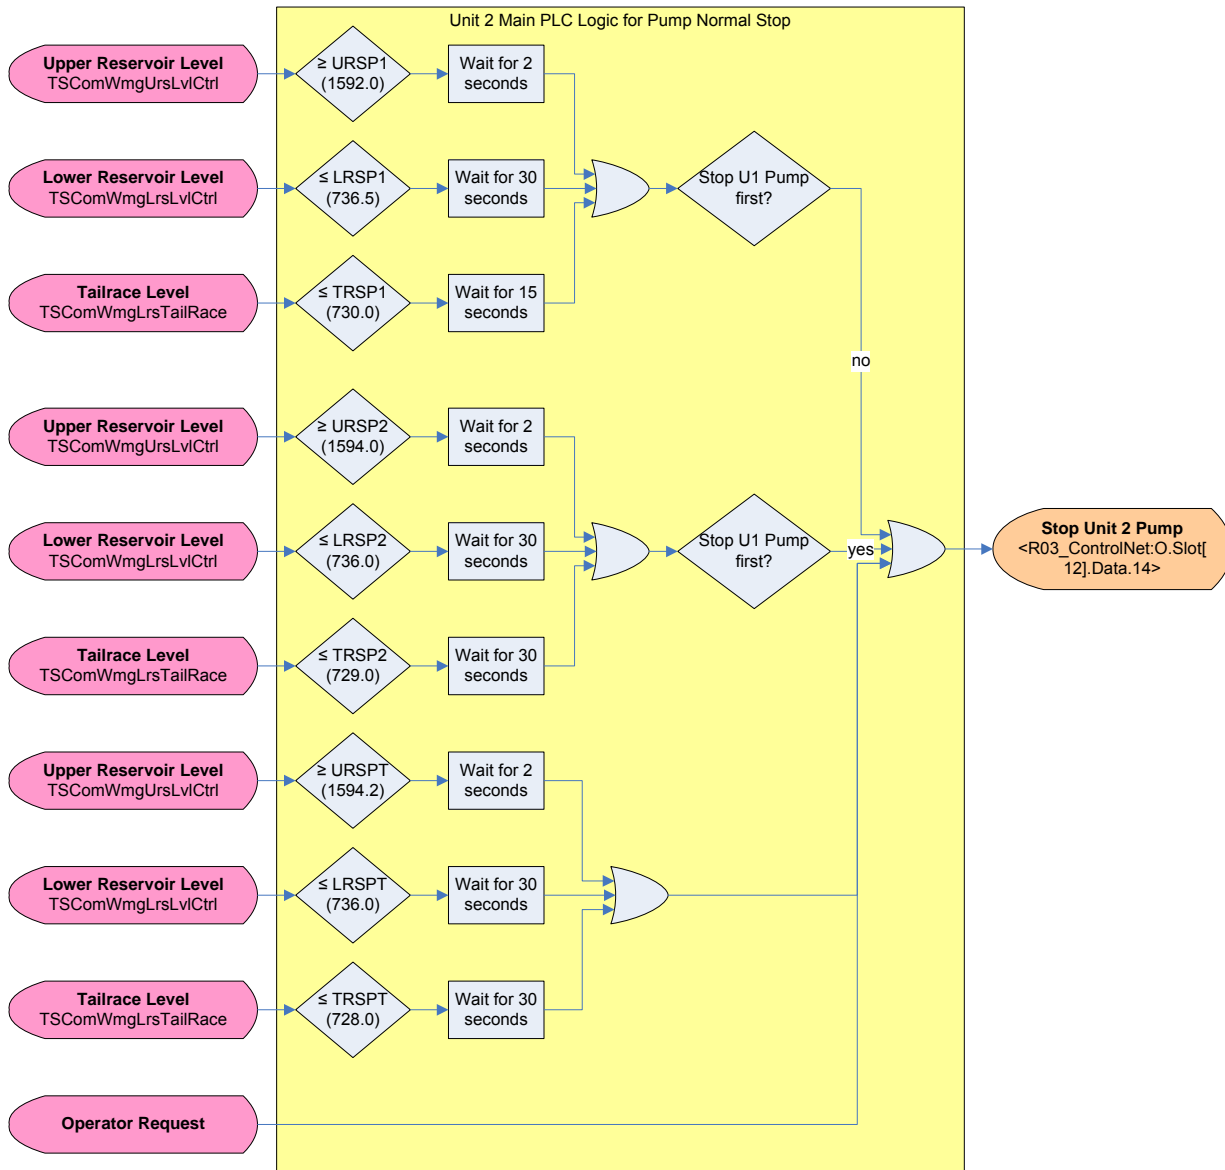 Unit 2 Main PLC Logic for Pump Normal Stop
Upper Reservoir Level
TSComWmgUrsLvlCtrl
≥ URSP1
(1592.0)
Wait for 2
seconds
Lower Reservoir Level
TSComWmgLrsLvlCtrl
≤ LRSP1
(736.5)
Wait for 30
seconds
Stop U1 Pump
first?
Tailrace Level
TSComWmgLrsTailRace
≤ TRSP1
(730.0)
Wait for 15
seconds
no
Upper Reservoir Level
TSComWmgUrsLvlCtrl
≥ URSP2
(1594.0)
Wait for 2
seconds
Lower Reservoir Level
TSComWmgLrsLvlCtrl
≤ LRSP2
(736.0)
Wait for 30
seconds
Stop U1 Pump
first?
yes
Stop Unit 2 Pump
<R03_ControlNet:O.Slot[
12].Data.14>
Tailrace Level
TSComWmgLrsTailRace
≤ TRSP2
(729.0)
Wait for 30
seconds
Upper Reservoir Level
TSComWmgUrsLvlCtrl
≥ URSPT
(1594.2)
Wait for 2
seconds
Lower Reservoir Level
TSComWmgLrsLvlCtrl
≤ LRSPT
(736.0)
Wait for 30
seconds
Tailrace Level
TSComWmgLrsTailRace
≤ TRSPT
(728.0)
Wait for 30
seconds
Operator Request